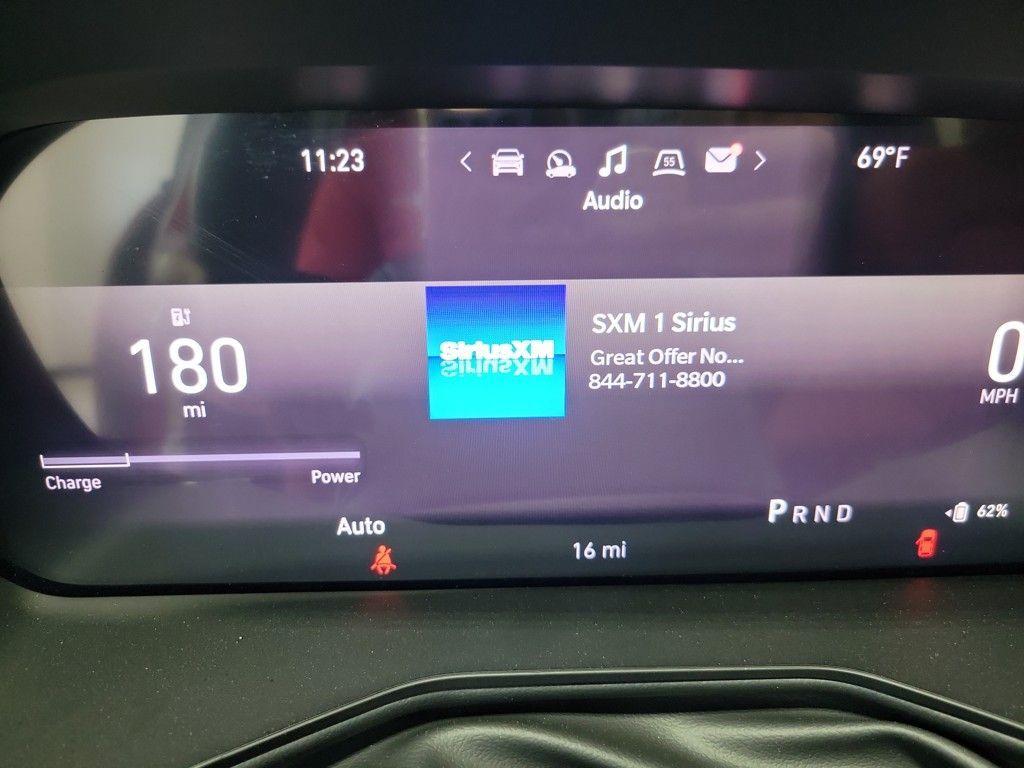 11:23
55
69°F
Audio
180
mi
SiriusXM
SXM 1 Sirius
Great Offer No...
844-711-8800
0
MPH
Charge
Power
Auto
P R N D
62%
16 mi